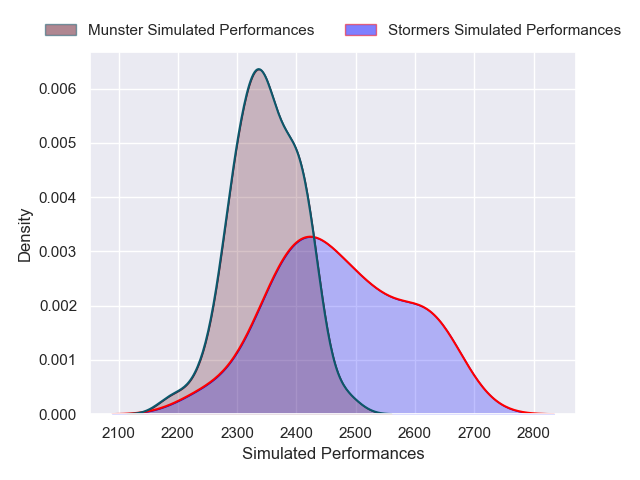 Munster Simulated Performances Stormers Simulated Performances
0.006
0.005
0.004
0.003
0.002
0.001
0.000
Density
2100 2200 2300 2400 2500 2600 2700 2800
Simulated Performances